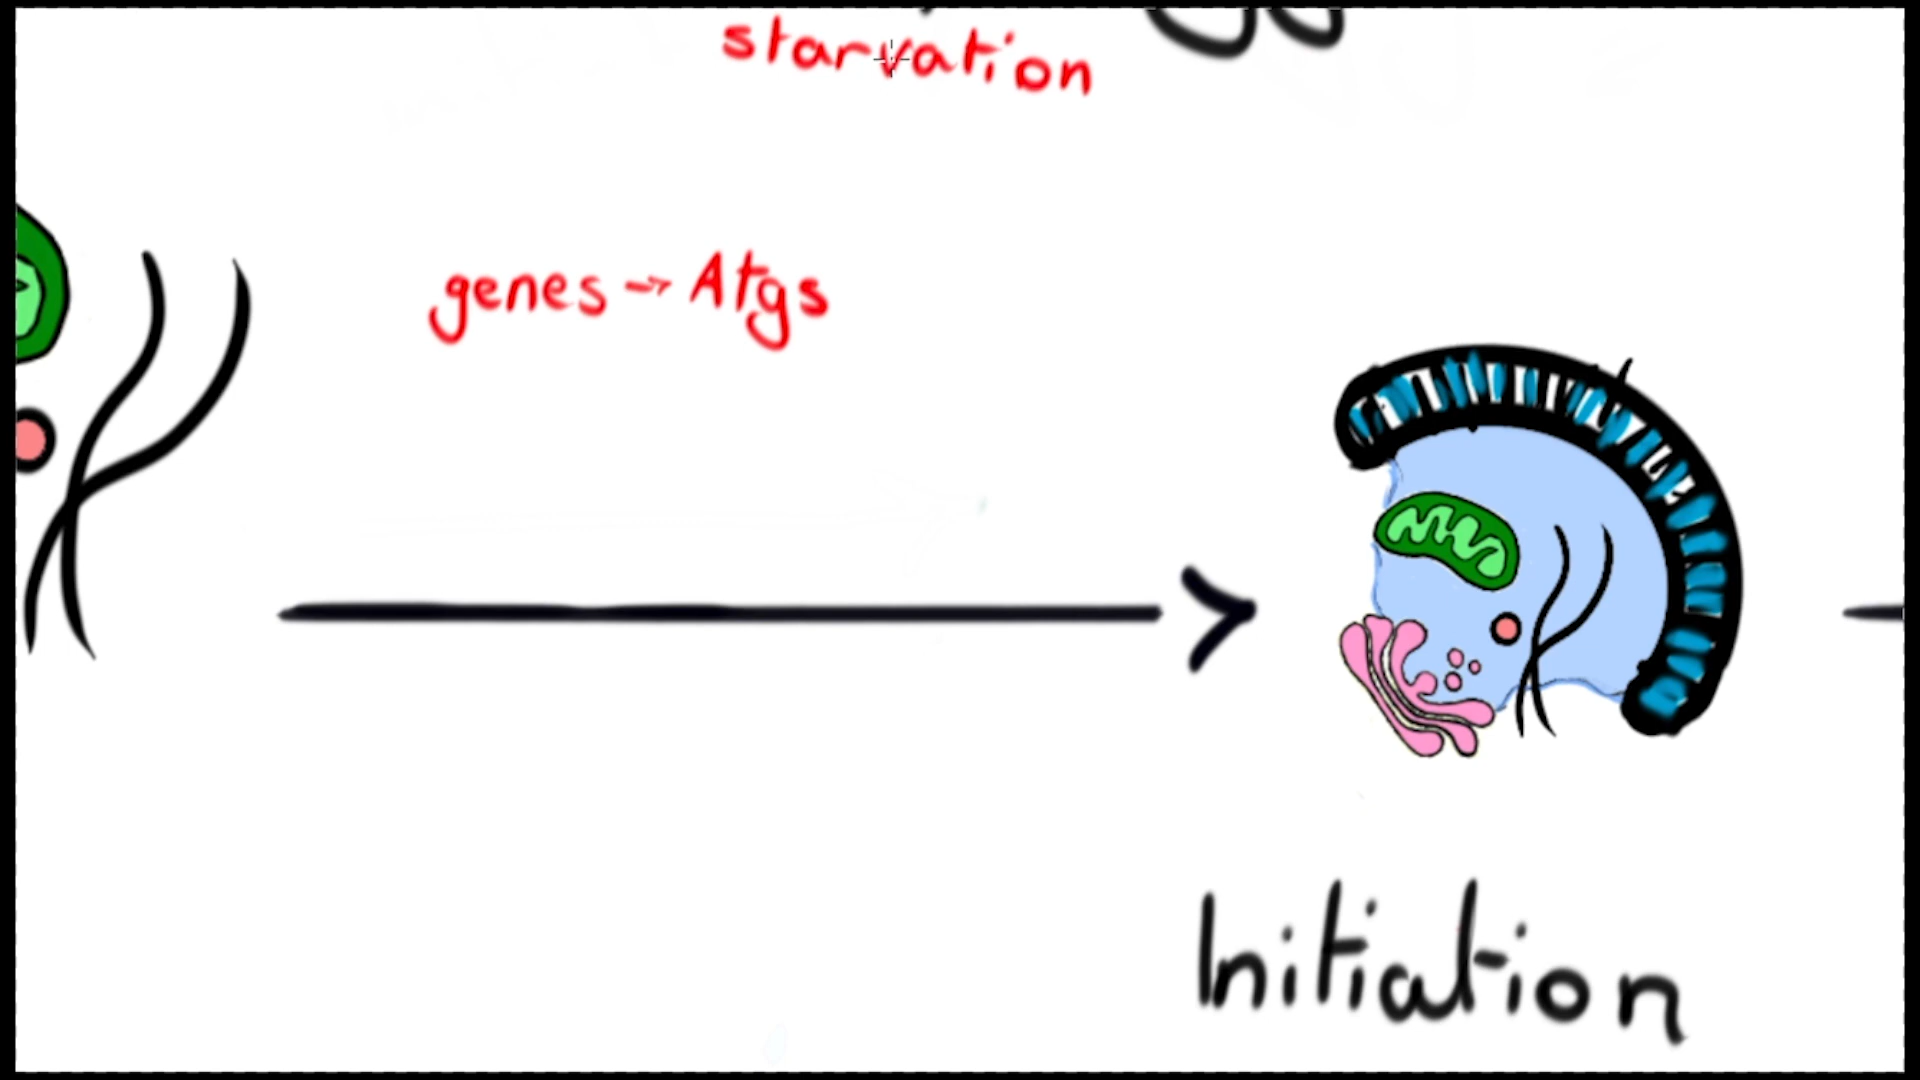 starvation
genes → Atgs
Initiation